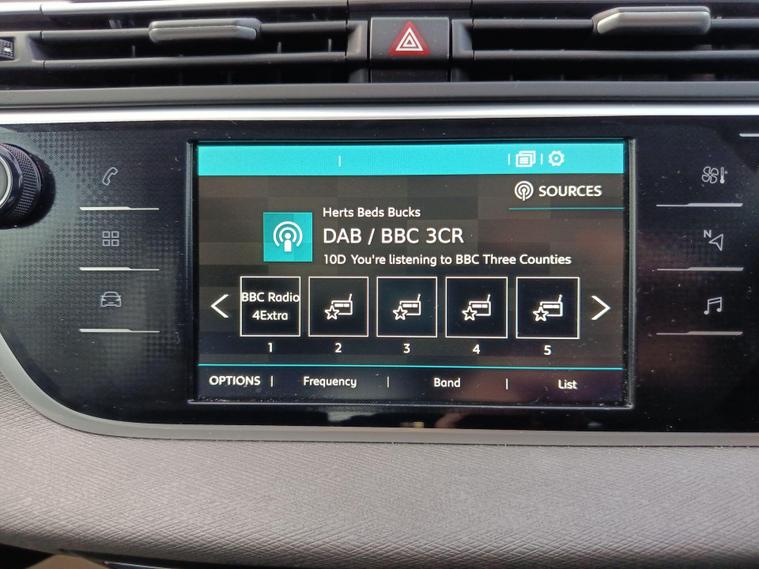 SOURCES
Herts Beds Bucks
DAB / BBC 3CR
10D You're listening to BBC Three Counties
BBC Radio
4Extra
1 2 3 4 5
OPTIONS Frequency Band List
N